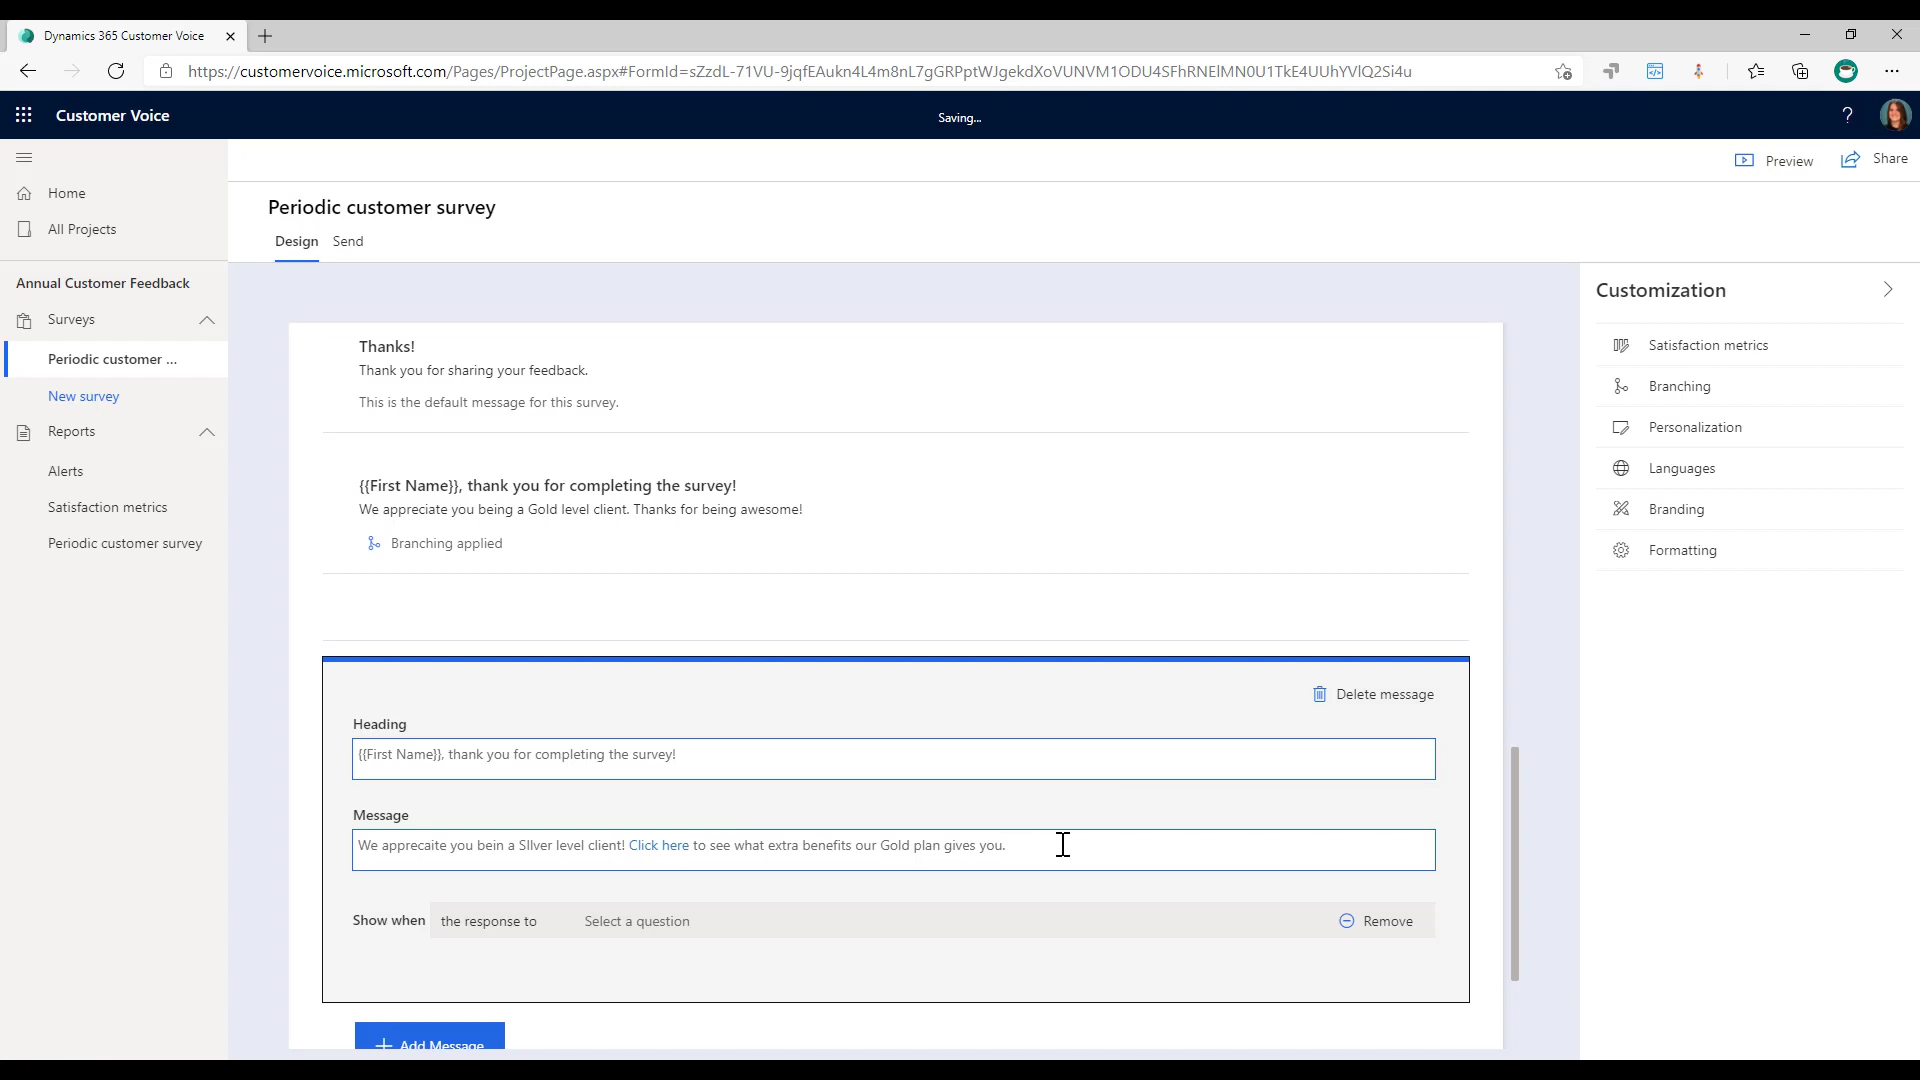 Dynamics 365 Customer Voice
https://customervoice.microsoft.com/Pages/ProjectPage.aspx#FormId=sZzdL-71VU-9jqfEAukn4L4m8nL7gGRPptWJgekdXoVUNVM1ODU4SFhRNElMN0U1TkE4UUhYVlQ2Si4u
Customer Voice
Saving...
?
Preview
Share
Home
All Projects
Annual Customer Feedback
Surveys
Periodic customer ...
New survey
Reports
Alerts
Satisfaction metrics
Periodic customer survey
Periodic customer survey
Design
Send
Thanks!
Thank you for sharing your feedback.
This is the default message for this survey.
{{First Name}}, thank you for completing the survey!
We appreciate you being a Gold level client. Thanks for being awesome!
Branching applied
Delete message
Heading
{{First Name}}, thank you for completing the survey!
Message
We apprecaite you bein a SIlver level client! Click here to see what extra benefits our Gold plan gives you.
Show when the response to Select a question Remove
Add Message
Customization
Satisfaction metrics
Branching
Personalization
Languages
Branding
Formatting